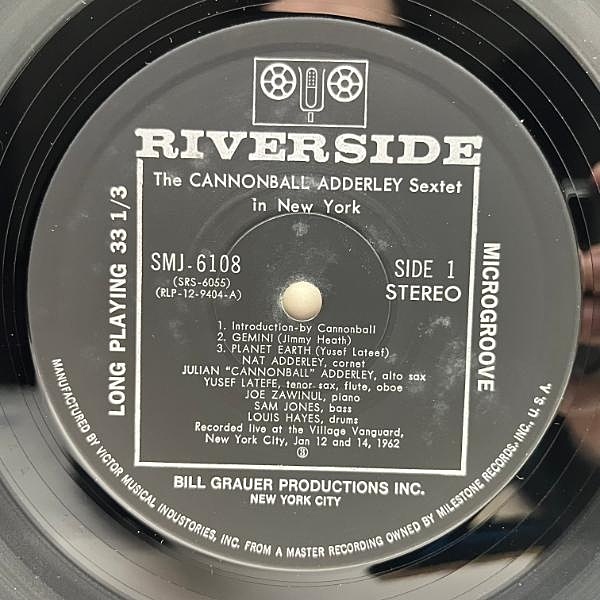 RIVERSIDE
The CANNONBALL ADDERLEY Sextet
in New York
SMJ-6108
(SRS-6055)
(RLP-12-9404-A)
SIDE 1
STEREO
LONG PLAYING 33 1/3
MICROGROOVE
1. Introduction-by Cannonball
2. GEMINI (Jimmy Heath)
3. PLANET EARTH (Yusef Lateef)
NAT ADDERLEY, cornet
JULIAN "CANNONBALL" ADDERLEY, alto sax
YUSEF LATEFE, tenor sax, flute, oboe
JOE ZAWINUL, piano
SAM JONES, bass
LOUIS HAYES, drums
Recorded live at the Village Vanguard,
New York City, Jan 12 and 14, 1962
BILL GRAUER PRODUCTIONS INC.
NEW YORK CITY
MANUFACTURED BY VICTOR MUSICAL INDUSTORIES, INC. FROM A MASTER RECORDING OWNED BY MILESTONE RECORDS, INC., U. S. A.